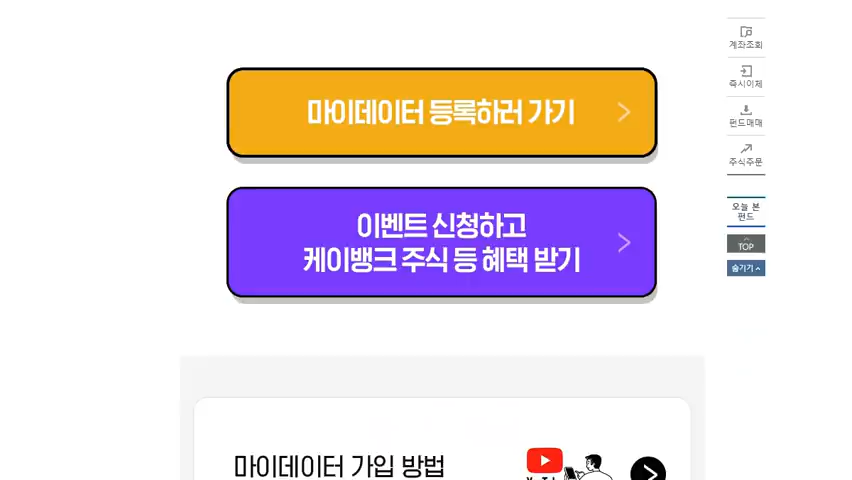 마이데이터 등록하러 가기
이벤트 신청하고
케이뱅크 주식 등 혜택 받기
마이데이터 가입 방법
계좌조회
즉시이체
펀드매매
주식주문
오늘 본
펀드
TOP
숨기기